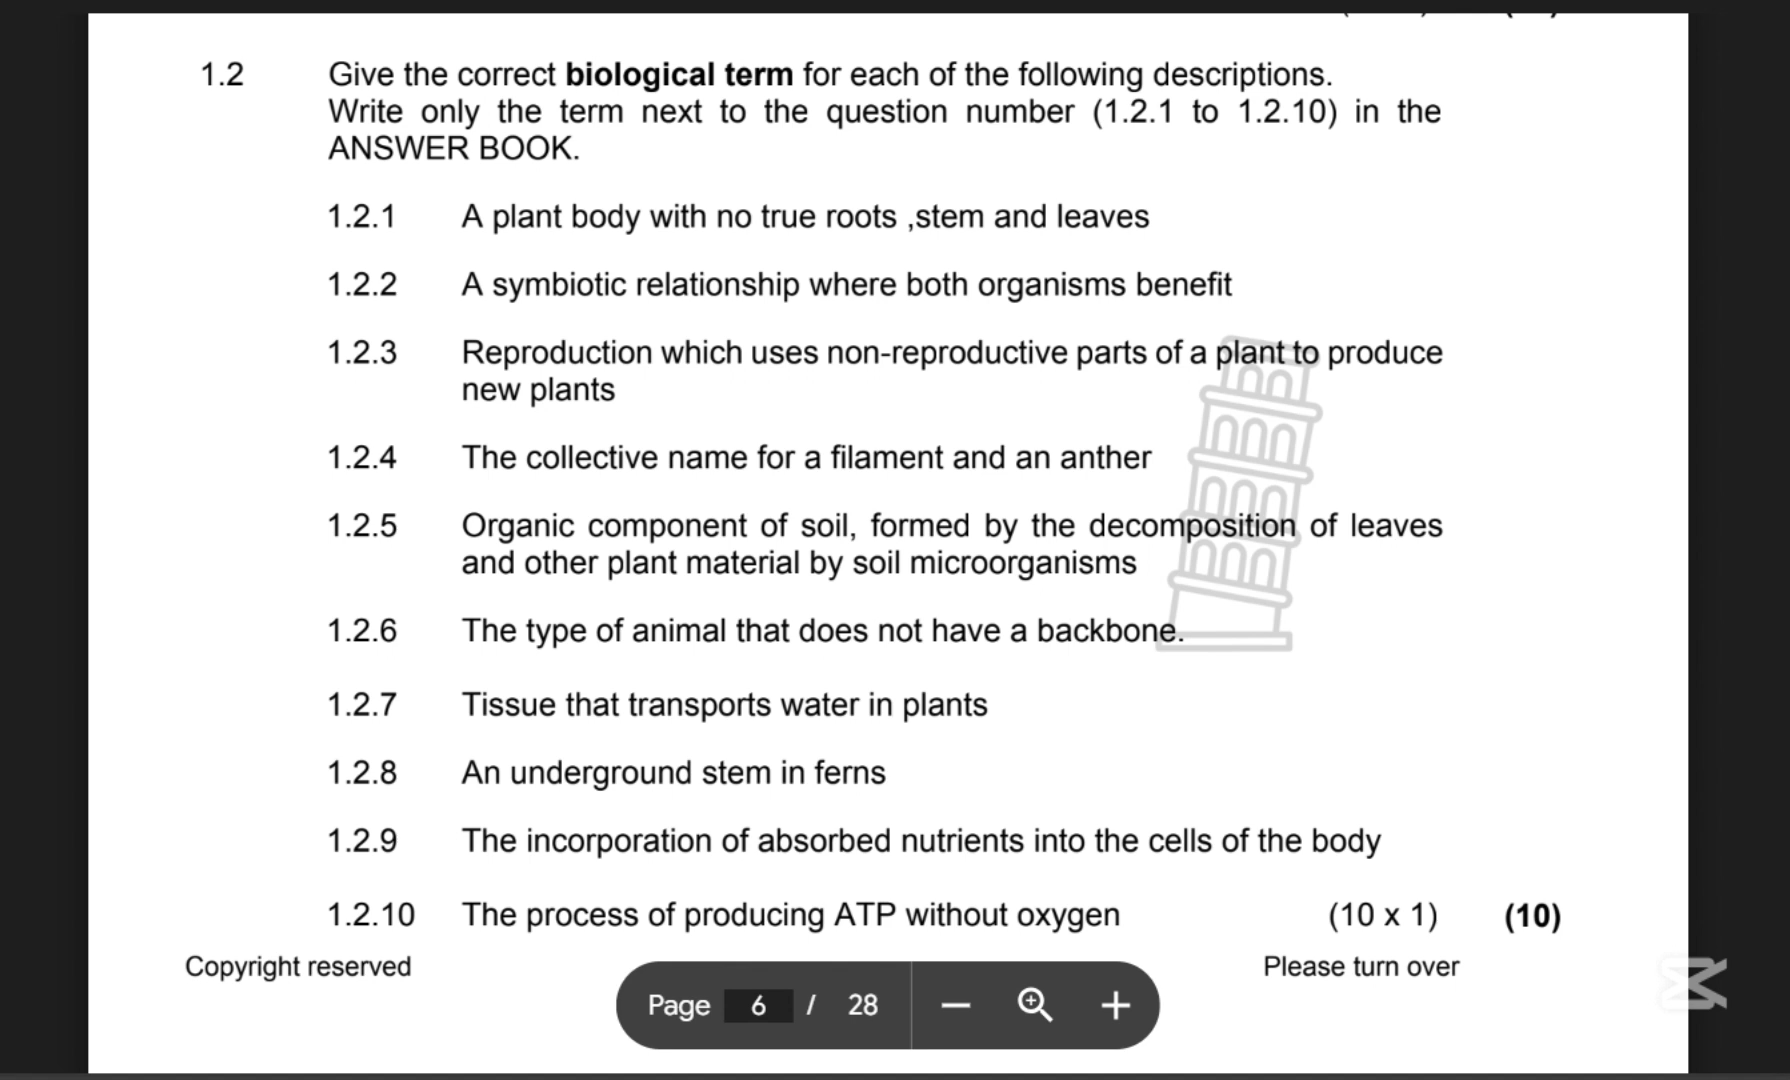 1.2 Give the correct biological term for each of the following descriptions.
Write only the term next to the question number (1.2.1 to 1.2.10) in the
ANSWER BOOK.
1.2.1 A plant body with no true roots ,stem and leaves
1.2.2 A symbiotic relationship where both organisms benefit
1.2.3 Reproduction which uses non-reproductive parts of a plant to produce
new plants
1.2.4 The collective name for a filament and an anther
1.2.5 Organic component of soil, formed by the decomposition of leaves
and other plant material by soil microorganisms
1.2.6 The type of animal that does not have a backbone.
1.2.7 Tissue that transports water in plants
1.2.8 An underground stem in ferns
1.2.9 The incorporation of absorbed nutrients into the cells of the body
1.2.10 The process of producing ATP without oxygen (10 x 1) (10)
Copyright reserved Please turn over
Page 6 / 28